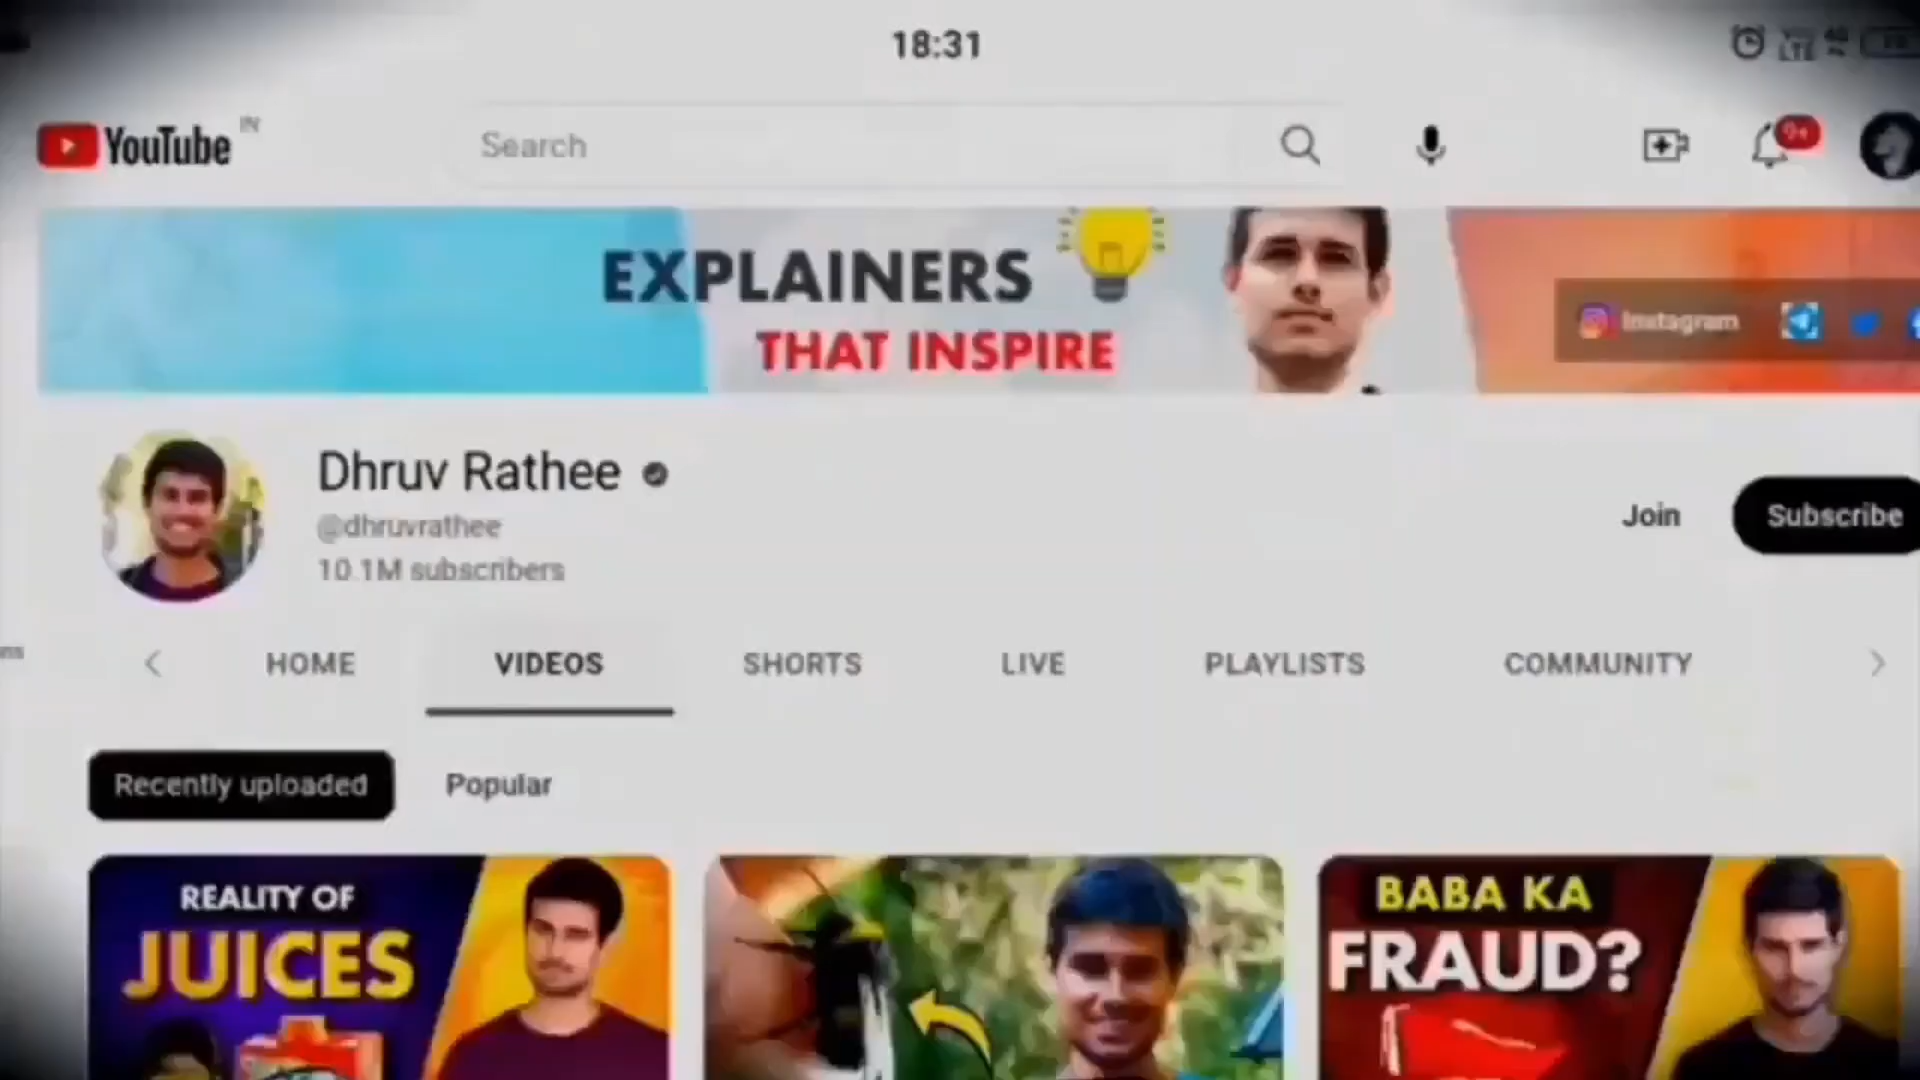 18:31
YouTube IN
Search
9+
EXPLAINERS
THAT INSPIRE
Instagram
Dhruv Rathee
@dhruvrathee
10.1M subscribers
Join
Subscribe
HOME
VIDEOS
SHORTS
LIVE
PLAYLISTS
COMMUNITY
Recently uploaded
Popular
REALITY OF
JUICES
BABA KA
FRAUD?